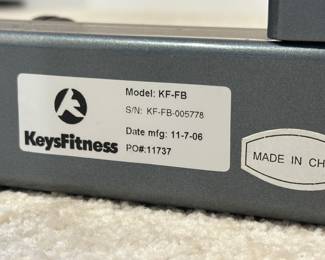 Model: KF-FB
S/N: KF-FB-005778
Date mfg: 11-7-06
PO#:11737
KeysFitness
MADE IN CH